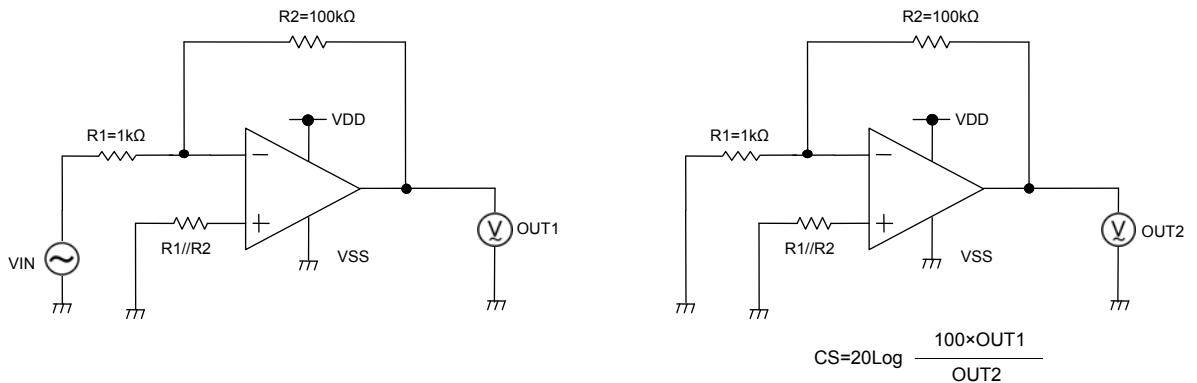 R2=100kΩ
VDD
R1=1kΩ
R1//R2
VSS
VIN
OUT1
R2=100kΩ
VDD
R1=1kΩ
R1//R2
VSS
OUT2
CS=20Log 100×OUT1
OUT2